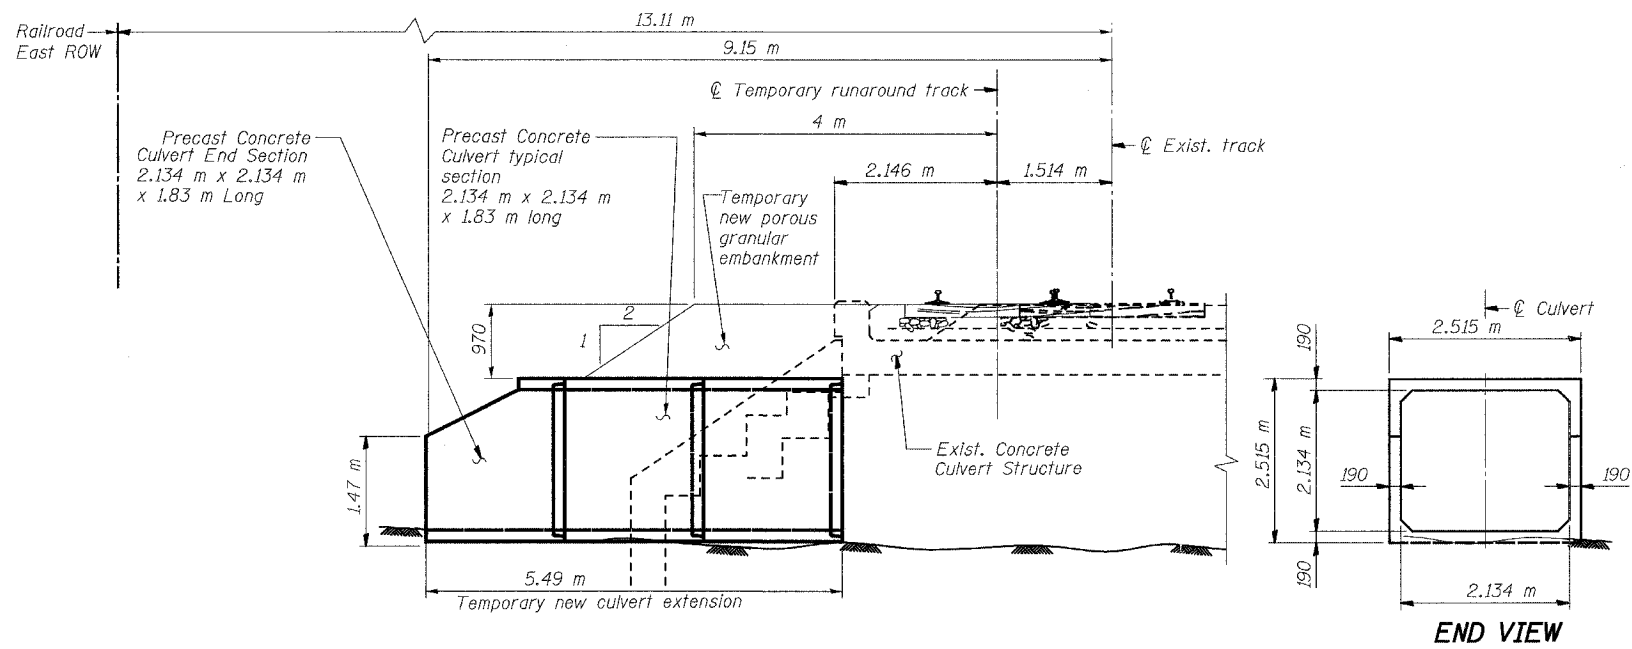 Railroad
East ROW
13.11 m
9.15 m
℄ Temporary runaround track
4 m
℄ Exist. track
2.146 m
1.514 m
Precast Concrete
Culvert End Section
2.134 m x 2.134 m
x 1.83 m Long
Precast Concrete
Culvert typical
section
2.134 m x 2.134 m
x 1.83 m long
Temporary
new porous
granular
embankment
970
2
1
1.47 m
Exist. Concrete
Culvert Structure
5.49 m
Temporary new culvert extension
℄ Culvert
2.515 m
190
2.515 m
2.134 m
190
190
190
2.134 m
END VIEW